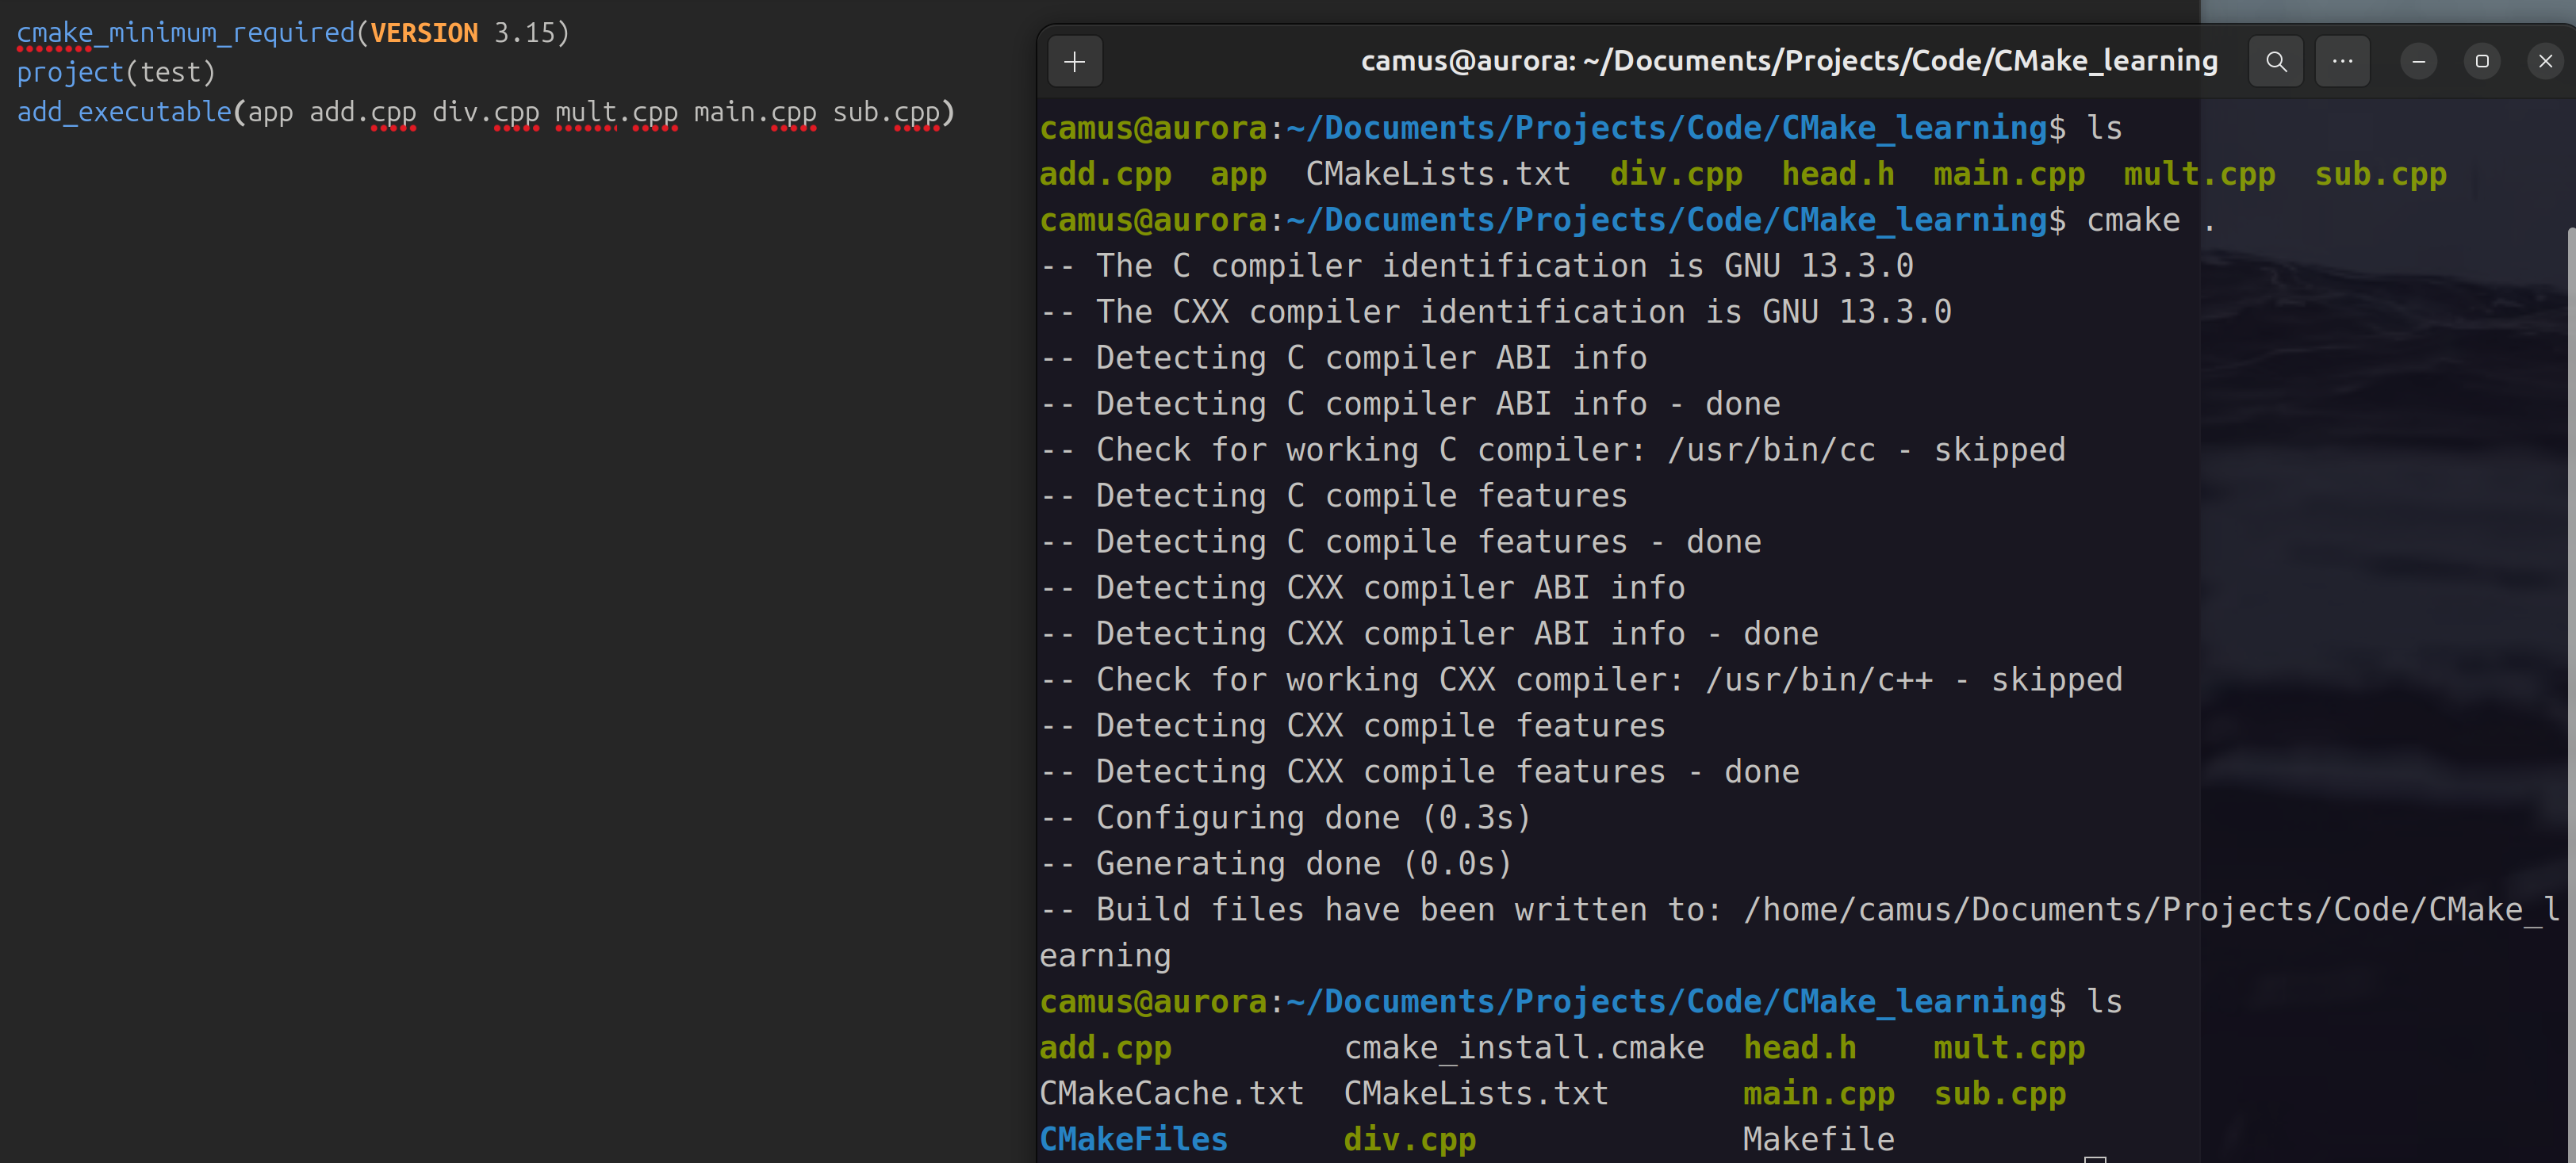 cmake_minimum_required(VERSION 3.15)
project(test)
add_executable(app add.cpp div.cpp mult.cpp main.cpp sub.cpp)
camus@aurora: ~/Documents/Projects/Code/CMake_learning
camus@aurora:~/Documents/Projects/Code/CMake_learning$ ls
add.cpp  app  CMakeLists.txt  div.cpp  head.h  main.cpp  mult.cpp  sub.cpp
camus@aurora:~/Documents/Projects/Code/CMake_learning$ cmake .
-- The C compiler identification is GNU 13.3.0
-- The CXX compiler identification is GNU 13.3.0
-- Detecting C compiler ABI info
-- Detecting C compiler ABI info - done
-- Check for working C compiler: /usr/bin/cc - skipped
-- Detecting C compile features
-- Detecting C compile features - done
-- Detecting CXX compiler ABI info
-- Detecting CXX compiler ABI info - done
-- Check for working CXX compiler: /usr/bin/c++ - skipped
-- Detecting CXX compile features
-- Detecting CXX compile features - done
-- Configuring done (0.3s)
-- Generating done (0.0s)
-- Build files have been written to: /home/camus/Documents/Projects/Code/CMake_l
earning
camus@aurora:~/Documents/Projects/Code/CMake_learning$ ls
add.cpp         cmake_install.cmake  head.h    mult.cpp
CMakeCache.txt  CMakeLists.txt       main.cpp  sub.cpp
CMakeFiles      div.cpp              Makefile